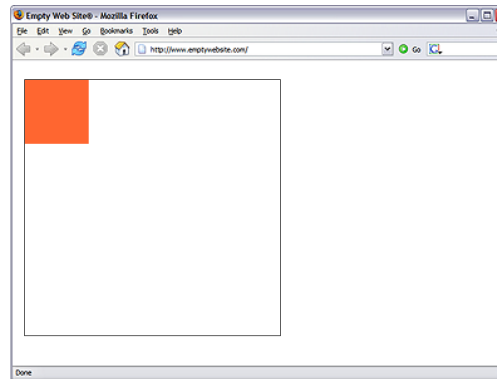 Empty Web Site® - Mozilla Firefox
File Edit View Go Bookmarks Tools Help
http://www.emptywebsite.com/ Go G
Done